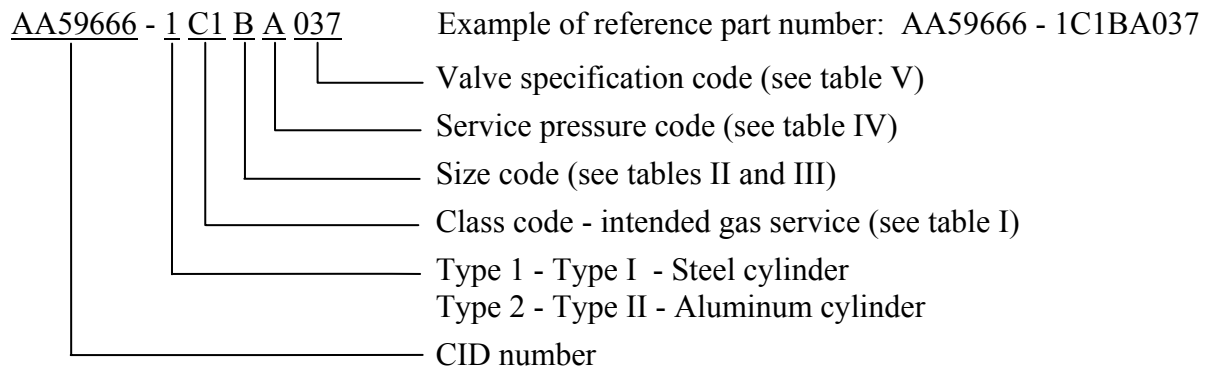 AA59666 - 1 C1 B A 037 Example of reference part number: AA59666 - 1C1BA037
Valve specification code (see table V)
Service pressure code (see table IV)
Size code (see tables II and III)
Class code - intended gas service (see table I)
Type 1 - Type I - Steel cylinder
Type 2 - Type II - Aluminum cylinder
CID number